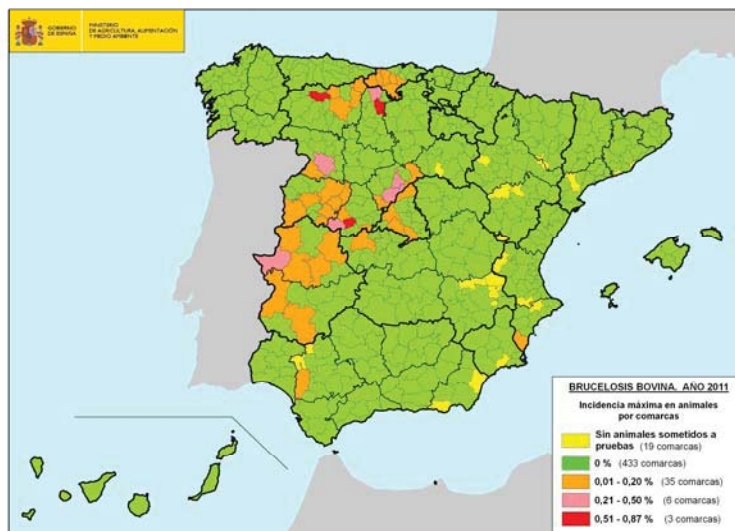 GOBIERNO
DE ESPAÑA
MINISTERIO
DE AGRICULTURA, ALIMENTACIÓN
Y MEDIO AMBIENTE
BRUCELOSIS BOVINA. AÑO 2011
Incidencia máxima en animales
por comarcas
Sin animales sometidos a
pruebas (19 comarcas)
0 % (433 comarcas)
0,01 - 0,20 % (35 comarcas)
0,21 - 0,50 % (6 comarcas)
0,51 - 0,87 % (3 comarcas)